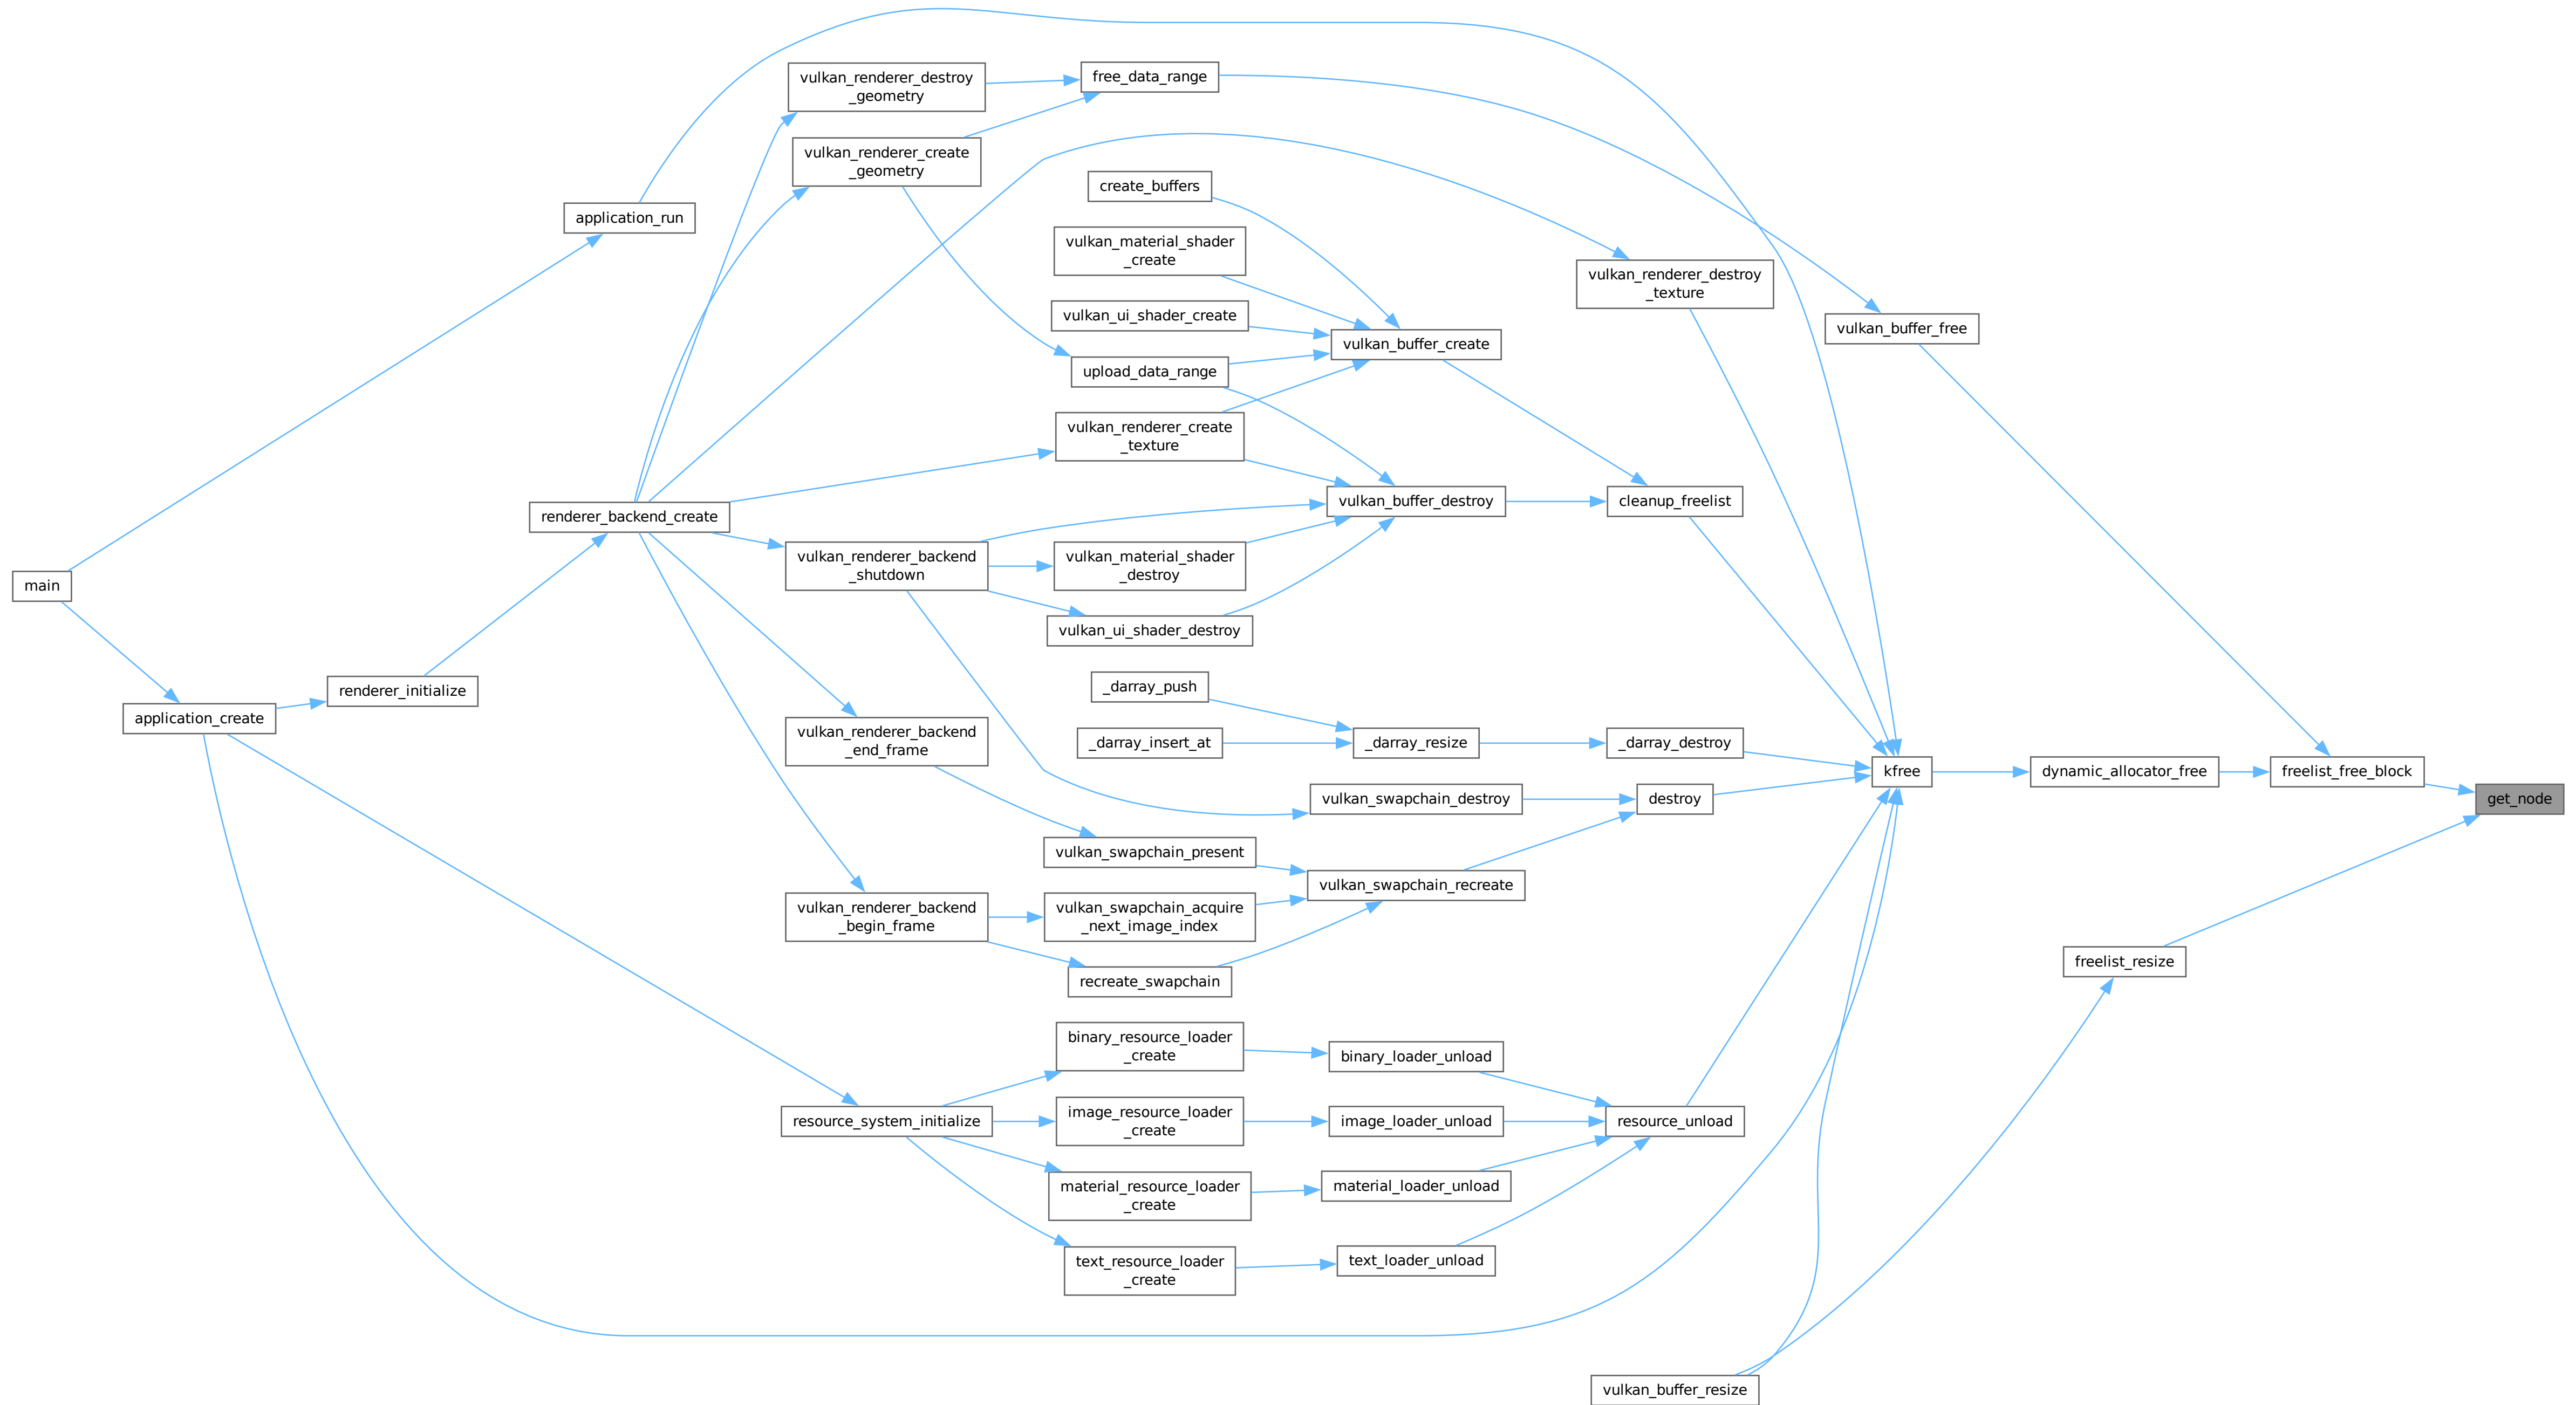 main
application_create
renderer_initialize
application_run
renderer_backend_create
vulkan_renderer_destroy
_geometry
vulkan_renderer_create
_geometry
vulkan_renderer_backend
_shutdown
vulkan_renderer_backend
_end_frame
vulkan_renderer_backend
_begin_frame
resource_system_initialize
free_data_range
create_buffers
vulkan_material_shader
_create
vulkan_ui_shader_create
upload_data_range
vulkan_renderer_create
_texture
vulkan_material_shader
_destroy
vulkan_ui_shader_destroy
_darray_push
_darray_insert_at
vulkan_swapchain_present
vulkan_swapchain_acquire
_next_image_index
recreate_swapchain
binary_resource_loader
_create
image_resource_loader
_create
material_resource_loader
_create
text_resource_loader
_create
vulkan_buffer_create
vulkan_buffer_destroy
_darray_resize
vulkan_swapchain_destroy
vulkan_swapchain_recreate
binary_loader_unload
image_loader_unload
material_loader_unload
text_loader_unload
vulkan_renderer_destroy
_texture
cleanup_freelist
_darray_destroy
destroy
resource_unload
vulkan_buffer_resize
vulkan_buffer_free
kfree
dynamic_allocator_free
freelist_resize
freelist_free_block
get_node